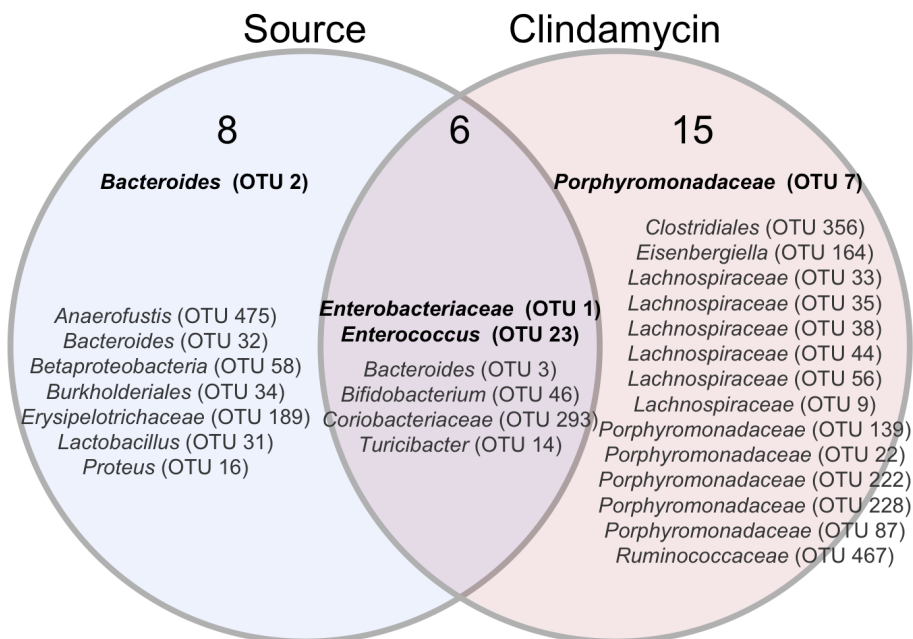 Source
Clindamycin
8
6
15
Bacteroides (OTU 2)
Porphyromonadaceae (OTU 7)
Anaerofustis (OTU 475)
Bacteroides (OTU 32)
Betaproteobacteria (OTU 58)
Burkholderiales (OTU 34)
Erysipelotrichaceae (OTU 189)
Lactobacillus (OTU 31)
Proteus (OTU 16)
Enterobacteriaceae (OTU 1)
Enterococcus (OTU 23)
Bacteroides (OTU 3)
Bifidobacterium (OTU 46)
Coriobacteriaceae (OTU 293)
Turicibacter (OTU 14)
Clostridiales (OTU 356)
Eisenbergiella (OTU 164)
Lachnospiraceae (OTU 33)
Lachnospiraceae (OTU 35)
Lachnospiraceae (OTU 38)
Lachnospiraceae (OTU 44)
Lachnospiraceae (OTU 56)
Lachnospiraceae (OTU 9)
Porphyromonadaceae (OTU 139)
Porphyromonadaceae (OTU 22)
Porphyromonadaceae (OTU 222)
Porphyromonadaceae (OTU 228)
Porphyromonadaceae (OTU 87)
Ruminococcaceae (OTU 467)